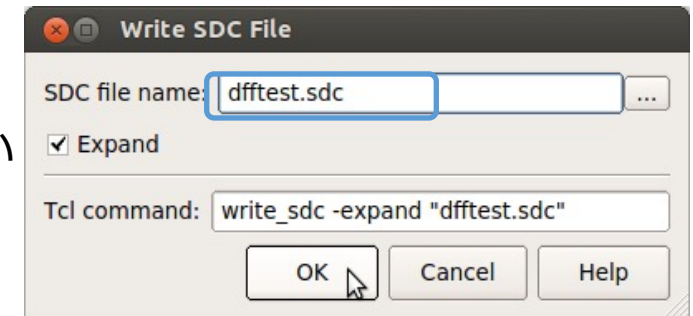 Write SDC File
SDC file name: dfftest.sdc ...
Expand
Tcl command: write_sdc -expand "dfftest.sdc"
OK Cancel Help